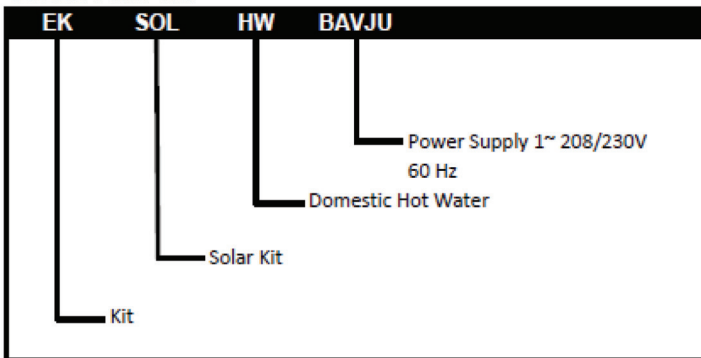 EK SOL HW BAVJU
Power Supply 1~ 208/230V
60 Hz
Domestic Hot Water
Solar Kit
Kit